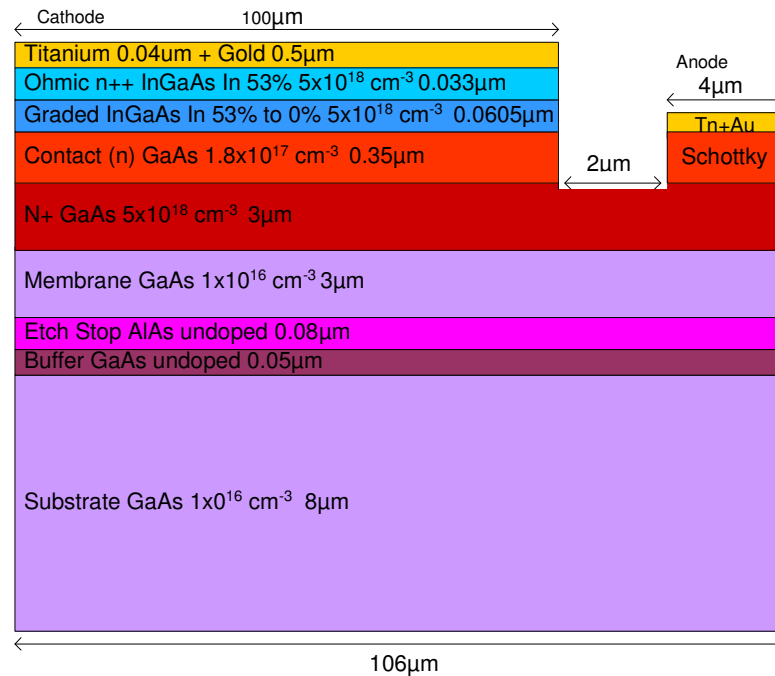 Cathode
100µm
Titanium 0.04um + Gold 0.5µm
Ohmic n++ InGaAs In 53% 5x10¹⁸ cm⁻³ 0.033µm
Anode
4µm
Graded InGaAs In 53% to 0% 5x10¹⁸ cm⁻³ 0.0605µm
Tn+Au
Contact (n) GaAs 1.8x10¹⁷ cm⁻³ 0.35µm
2µm
Schottky
N+ GaAs 5x10¹⁸ cm⁻³ 3µm
Membrane GaAs 1x10¹⁶ cm⁻³ 3µm
Etch Stop AlAs undoped 0.08µm
Buffer GaAs undoped 0.05µm
Substrate GaAs 1x0¹⁶ cm⁻³ 8µm
106µm